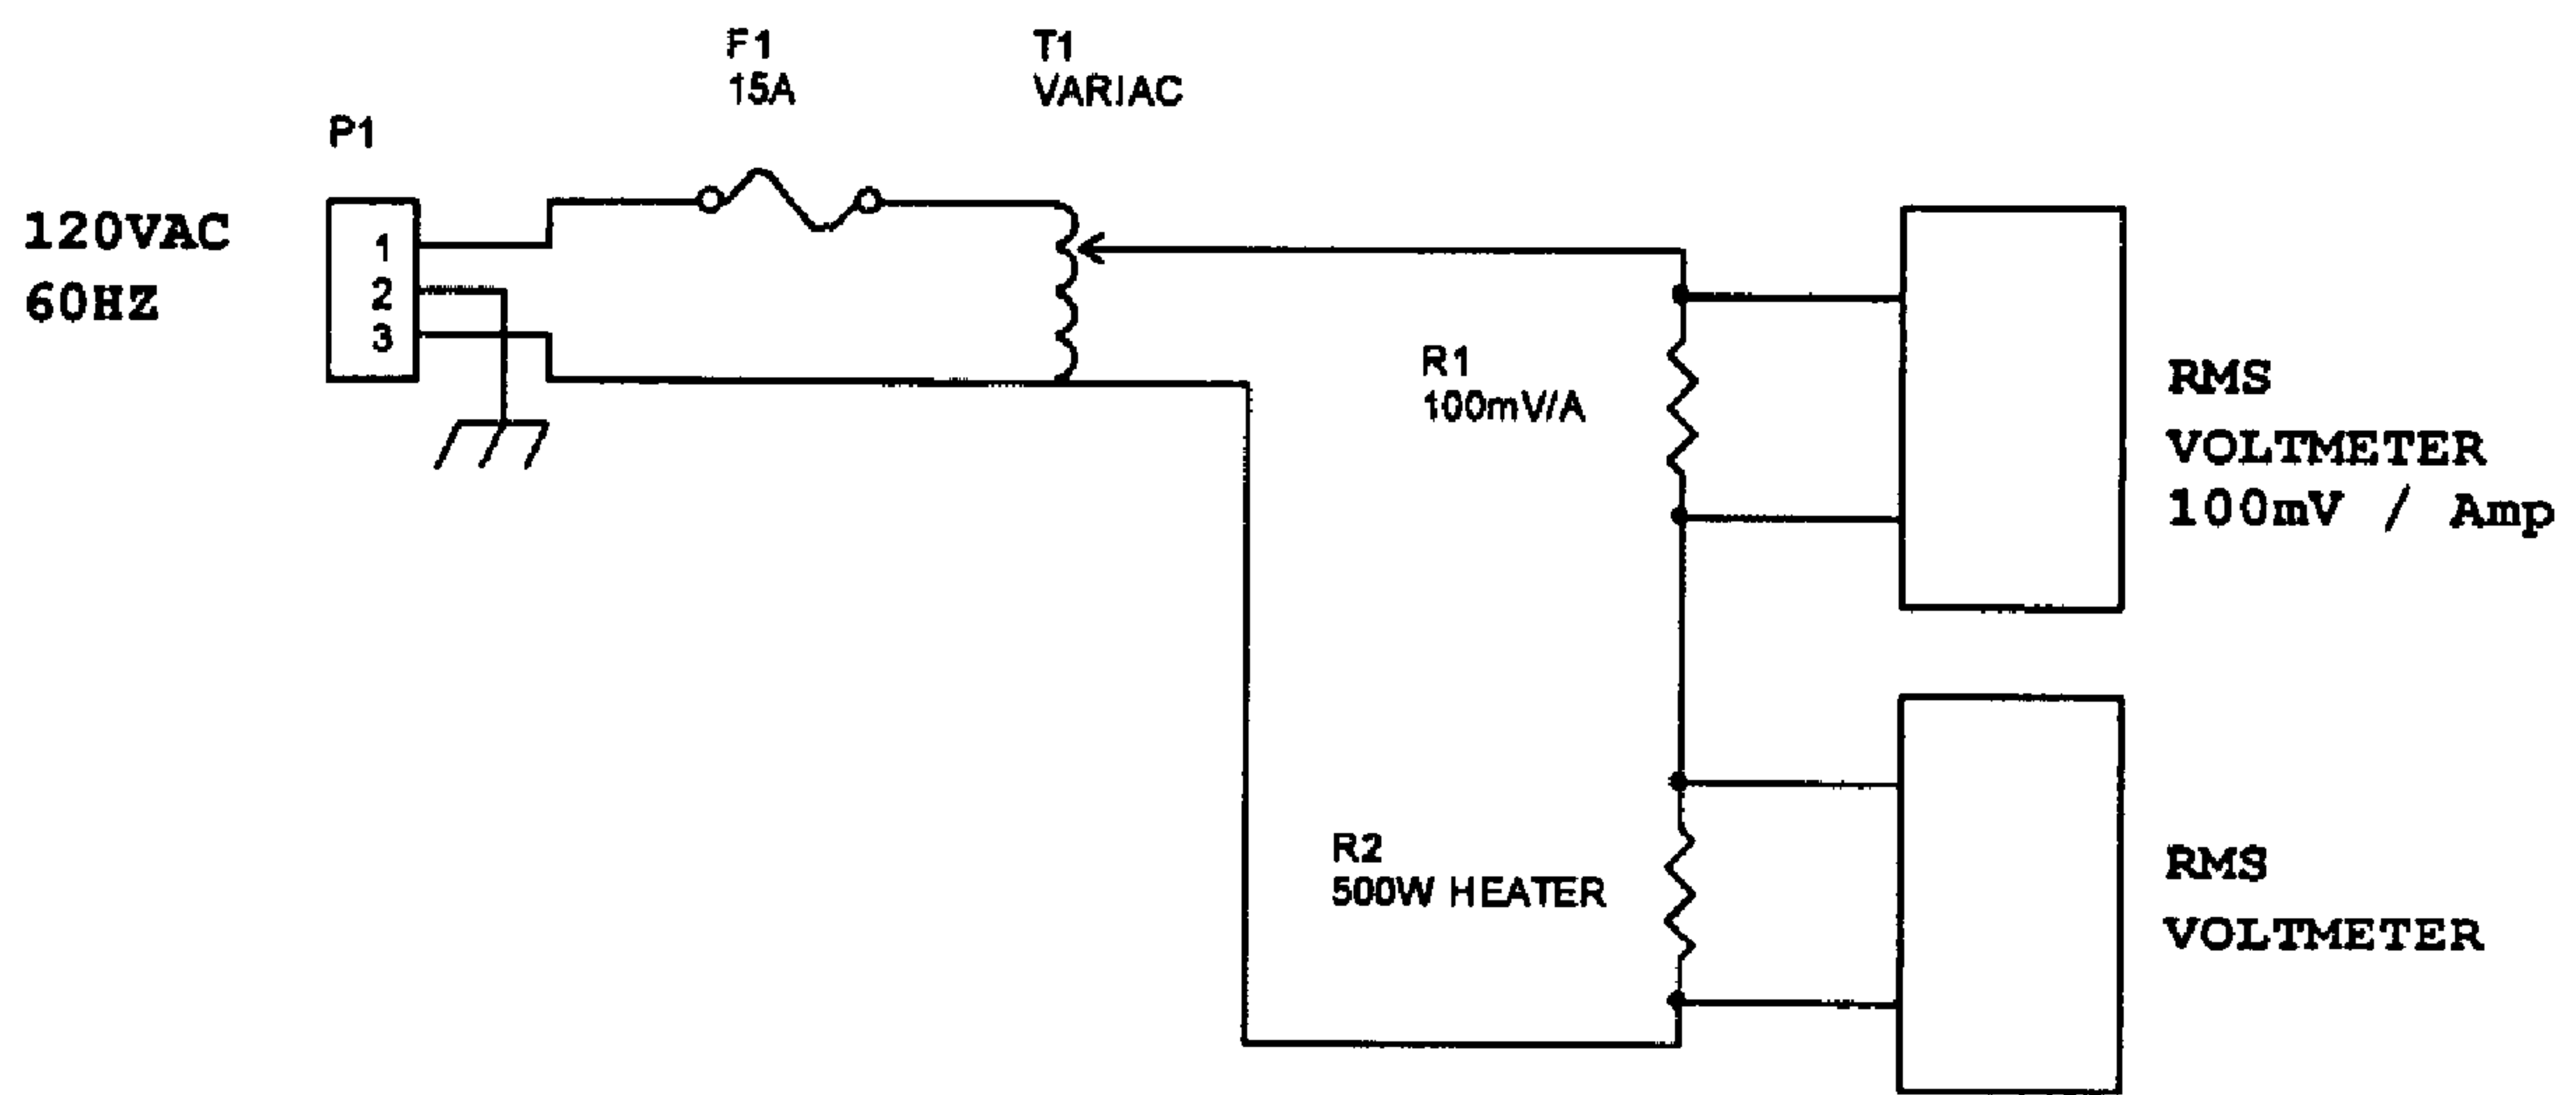 F1
15A
T1
VARIAC
P1
120VAC
60HZ
1
2
3
R1
100mV/A
RMS
VOLTMETER
100mV / Amp
R2
500W HEATER
RMS
VOLTMETER